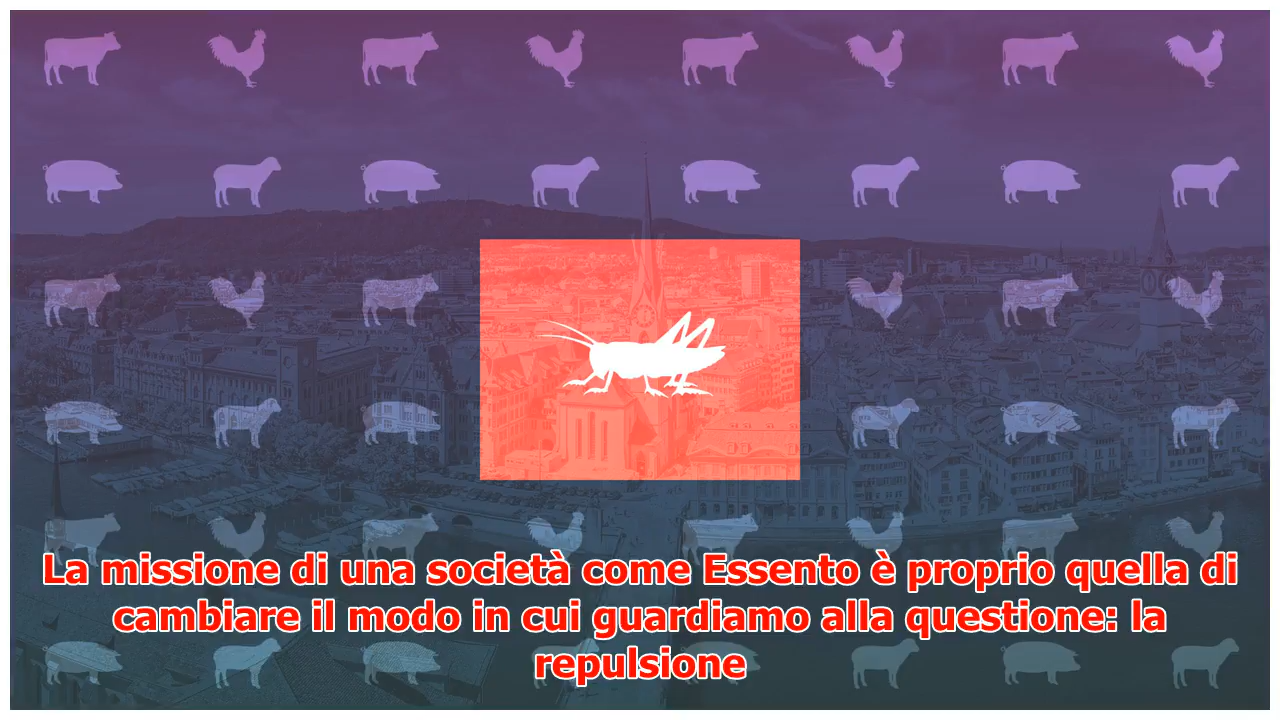 La missione di una società come Essento è proprio quella di
cambiare il modo in cui guardiamo alla questione: la
repulsione